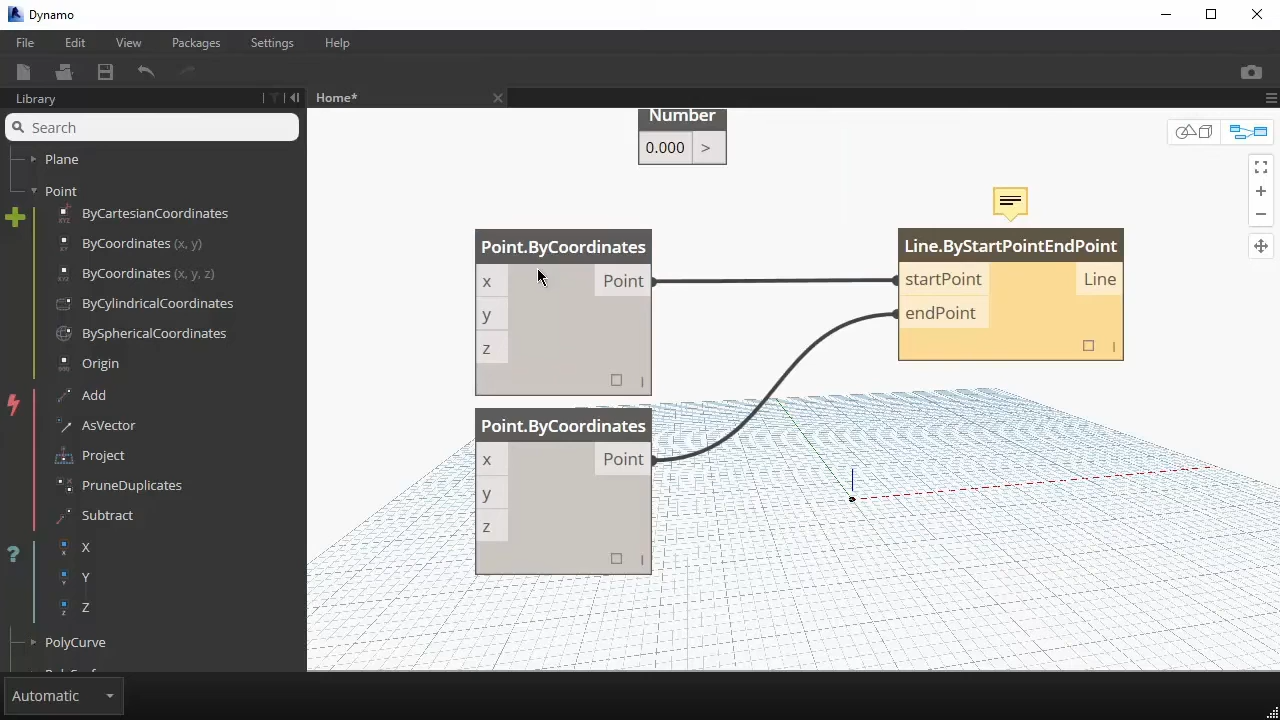 Dynamo
File Edit View Packages Settings Help
Library
Home*
Search
Plane
Point
ByCartesianCoordinates
ByCoordinates (x, y)
ByCoordinates (x, y, z)
ByCylindricalCoordinates
BySphericalCoordinates
Origin
Add
AsVector
Project
PruneDuplicates
Subtract
X
Y
Z
PolyCurve
Automatic
Number
0.000 >
Point.ByCoordinates
x Point
y
z
Point.ByCoordinates
x Point
y
z
Line.ByStartPointEndPoint
startPoint Line
endPoint